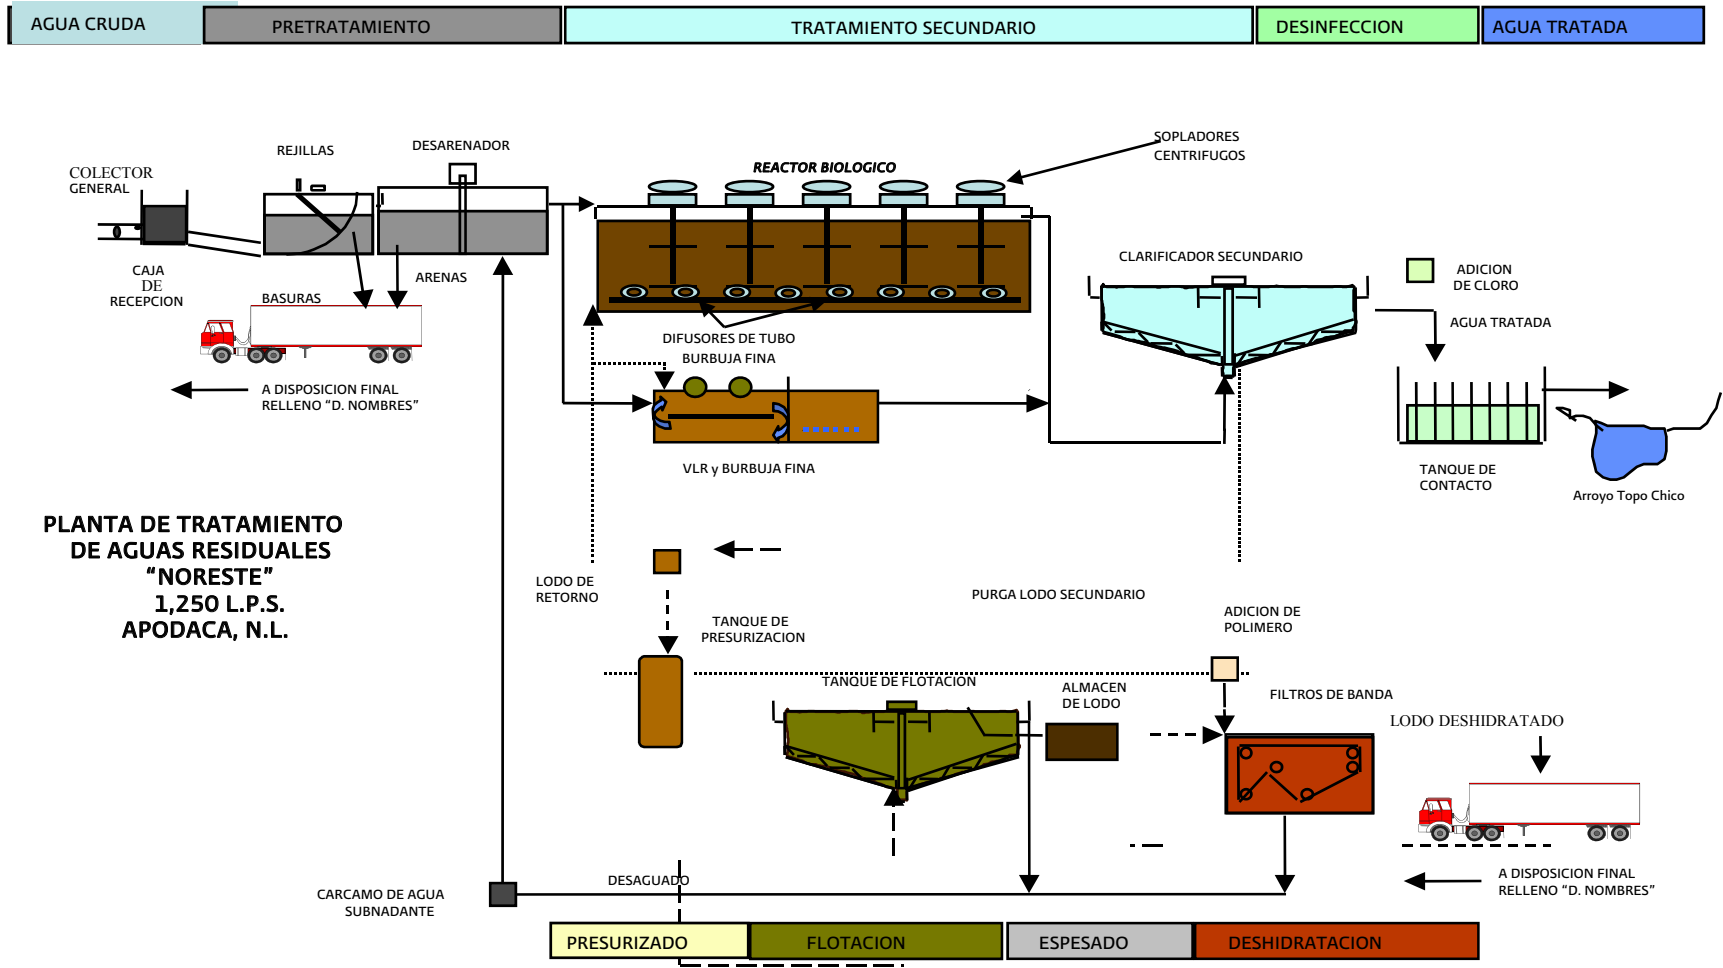 AGUA CRUDA
PRETRATAMIENTO
TRATAMIENTO SECUNDARIO
DESINFECCION
AGUA TRATADA
COLECTOR
GENERAL
REJILLAS
DESARENADOR
REACTOR BIOLOGICO
SOPLADORES
CENTRIFUGOS
CAJA
DE
RECEPCION
BASURAS
ARENAS
A DISPOSICION FINAL
RELLENO “D. NOMBRES”
DIFUSORES DE TUBO
BURBUJA FINA
VLR y BURBUJA FINA
CLARIFICADOR SECUNDARIO
ADICION
DE CLORO
AGUA TRATADA
TANQUE DE
CONTACTO
Arroyo Topo Chico
PLANTA DE TRATAMIENTO
DE AGUAS RESIDUALES
“NORESTE”
1,250 L.P.S.
APODACA, N.L.
LODO DE
RETORNO
TANQUE DE
PRESURIZACION
PURGA LODO SECUNDARIO
ADICION DE
POLIMERO
TANQUE DE FLOTACION
ALMACEN
DE LODO
FILTROS DE BANDA
LODO DESHIDRATADO
A DISPOSICION FINAL
RELLENO “D. NOMBRES”
CARCAMO DE AGUA
SUBNADANTE
DESAGUADO
PRESURIZADO
FLOTACION
ESPESADO
DESHIDRATACION